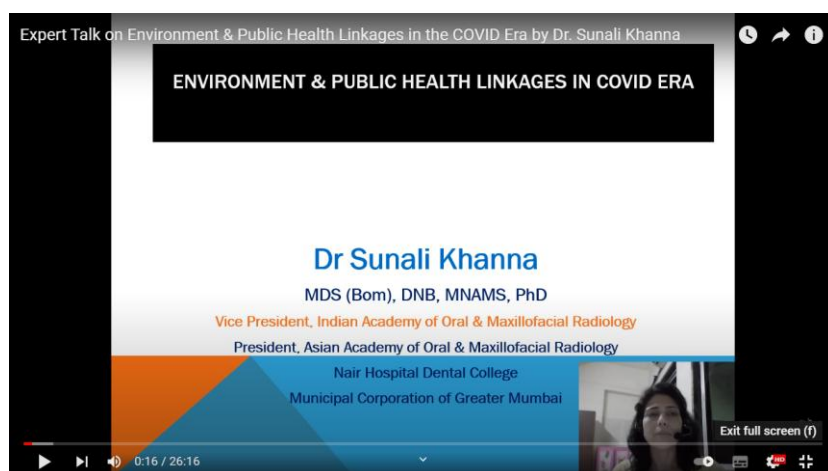 Expert Talk on Environment & Public Health Linkages in the COVID Era by Dr. Sunali Khanna
ENVIRONMENT & PUBLIC HEALTH LINKAGES IN COVID ERA
Dr Sunali Khanna
MDS (Bom), DNB, MNAMS, PhD
Vice President, Indian Academy of Oral & Maxillofacial Radiology
President, Asian Academy of Oral & Maxillofacial Radiology
Nair Hospital Dental College
Municipal Corporation of Greater Mumbai
Exit full screen (f)
0:16 / 26:16
HD